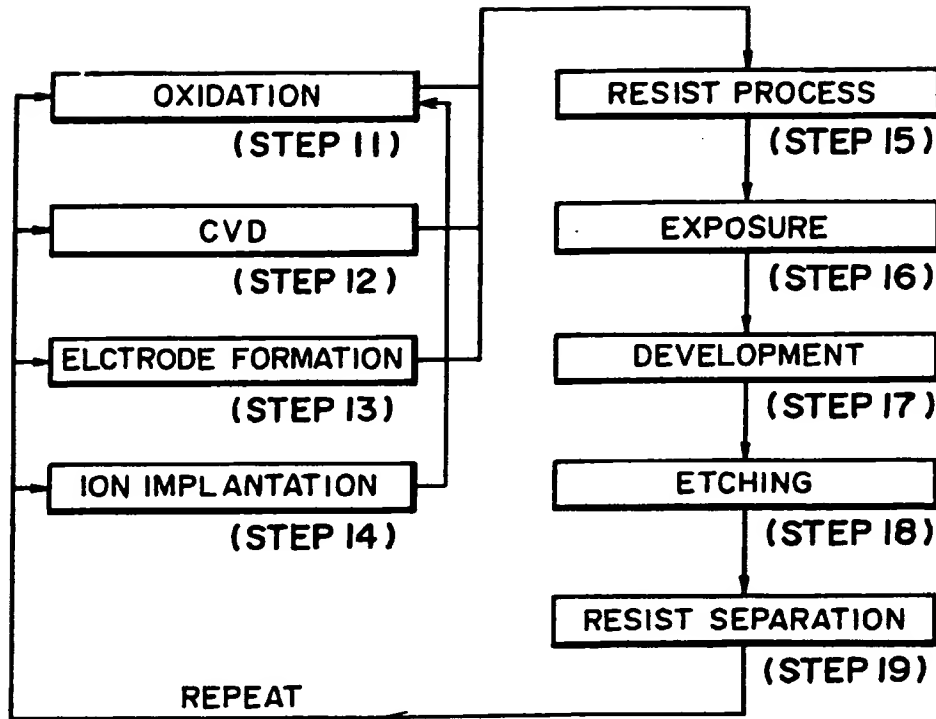 OXIDATION
(STEP 11)
CVD
(STEP 12)
ELCTRODE FORMATION
(STEP 13)
ION IMPLANTATION
(STEP 14)
RESIST PROCESS
(STEP 15)
EXPOSURE
(STEP 16)
DEVELOPMENT
(STEP 17)
ETCHING
(STEP 18)
RESIST SEPARATION
(STEP 19)
REPEAT